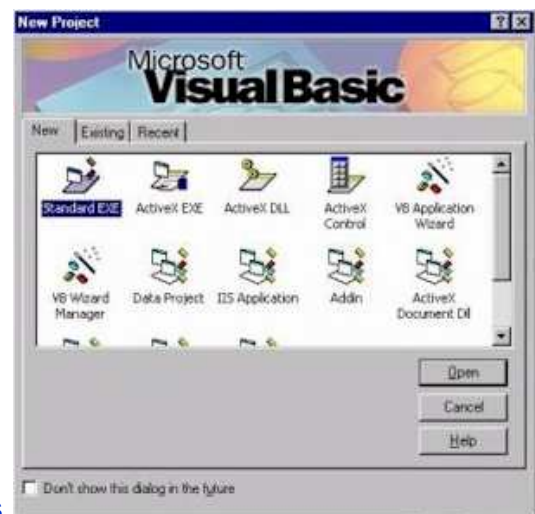 New Project
Microsoft
Visual Basic
New Existing Recent
Standard EXE ActiveX EXE ActiveX DLL ActiveX VB Application
Control Wizard
VB Wizard Data Project IIS Application Addin ActiveX
Manager Document Dll
Open
Cancel
Help
Don't show this dialog in the future